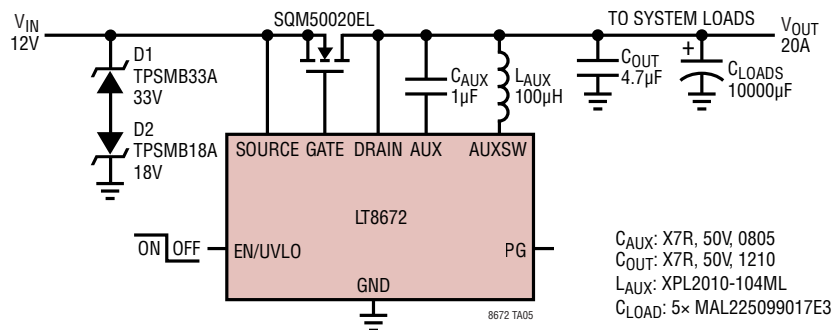 SQM50020EL
TO SYSTEM LOADS
VIN
12V
VOUT
20A
D1
TPSMB33A
33V
D2
TPSMB18A
18V
CAUX
1µF
LAUX
100µH
COUT
4.7µF
+
CLOADS
10000µF
SOURCE GATE DRAIN AUX AUXSW
LT8672
ON OFF
EN/UVLO
PG
GND
8672 TA05
CAUX: X7R, 50V, 0805
COUT: X7R, 50V, 1210
LAUX: XPL2010-104ML
CLOAD: 5× MAL225099017E3